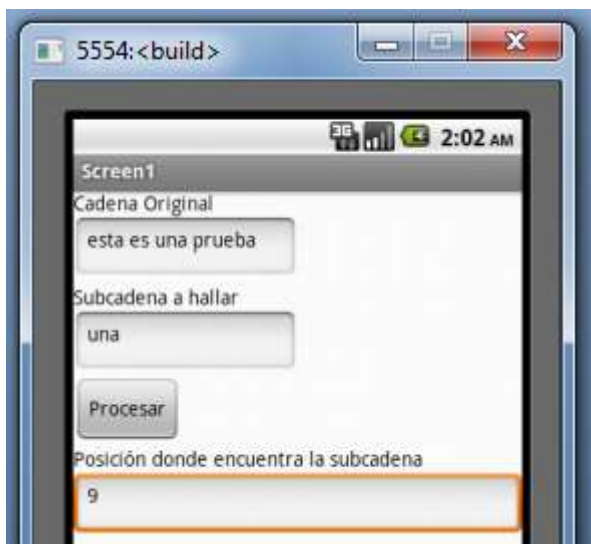 5554:<build>
3G 2:02 AM
Screen1
Cadena Original
esta es una prueba
Subcadena a hallar
una
Procesar
Posición donde encuentra la subcadena
9